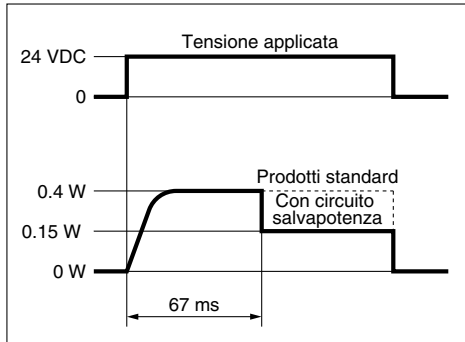 Tensione applicata
24 VDC
0
Prodotti standard
0.4 W
Con circuito
salvapotenza
0.15 W
0 W
67 ms